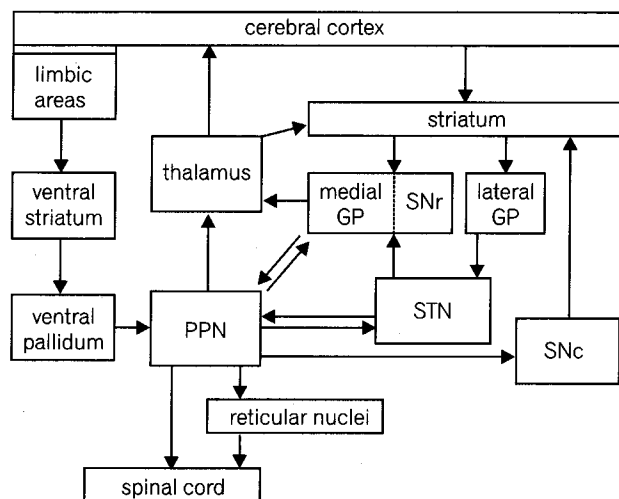 cerebral cortex
limbic
areas
striatum
thalamus
medial
GP
SNr
lateral
GP
ventral
striatum
ventral
pallidum
PPN
STN
SNc
reticular nuclei
spinal cord